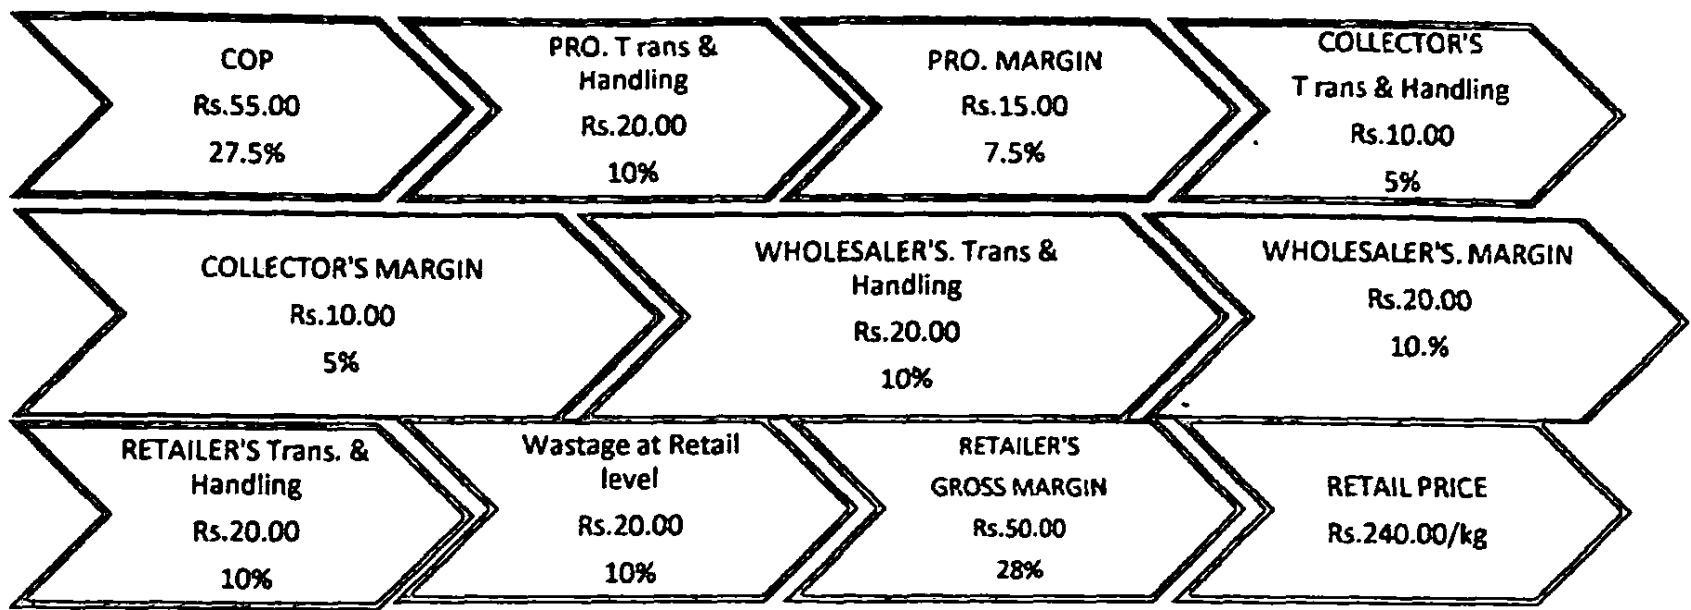 COP
Rs.55.00
27.5%
PRO. Trans &
Handling
Rs.20.00
10%
PRO. MARGIN
Rs.15.00
7.5%
COLLECTOR'S
Trans & Handling
Rs.10.00
5%
COLLECTOR'S MARGIN
Rs.10.00
5%
WHOLESALER'S. Trans &
Handling
Rs.20.00
10%
WHOLESALER'S. MARGIN
Rs.20.00
10.%
RETAILER'S Trans. &
Handling
Rs.20.00
10%
Wastage at Retail
level
Rs.20.00
10%
RETAILER'S
GROSS MARGIN
Rs.50.00
28%
RETAIL PRICE
Rs.240.00/kg